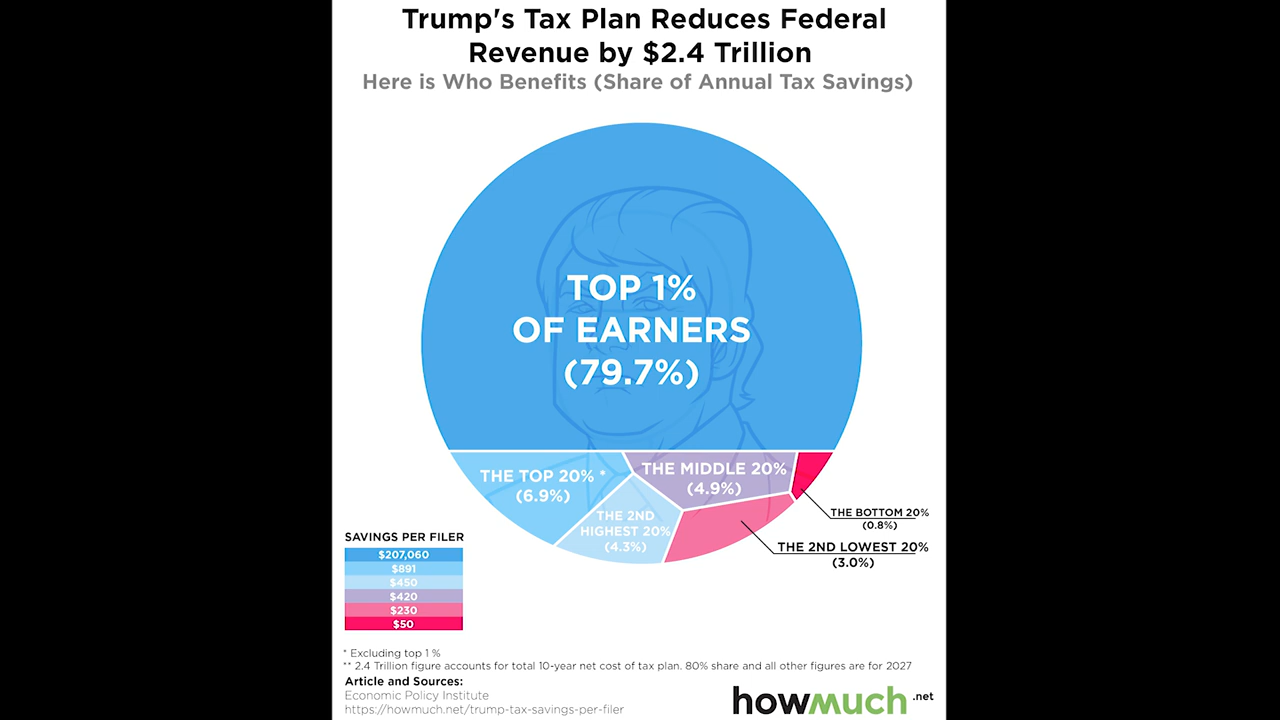 Trump's Tax Plan Reduces Federal
Revenue by $2.4 Trillion
Here is Who Benefits (Share of Annual Tax Savings)
TOP 1%
OF EARNERS
(79.7%)
THE TOP 20% *
(6.9%)
THE MIDDLE 20%
(4.9%)
THE 2ND
HIGHEST 20%
(4.3%)
THE BOTTOM 20%
(0.8%)
THE 2ND LOWEST 20%
(3.0%)
SAVINGS PER FILER
$207,060
$891
$450
$420
$230
$50
* Excluding top 1 %
** 2.4 Trillion figure accounts for total 10-year net cost of tax plan. 80% share and all other figures are for 2027
Article and Sources:
Economic Policy Institute
https://howmuch.net/trump-tax-savings-per-filer
howmuch.net